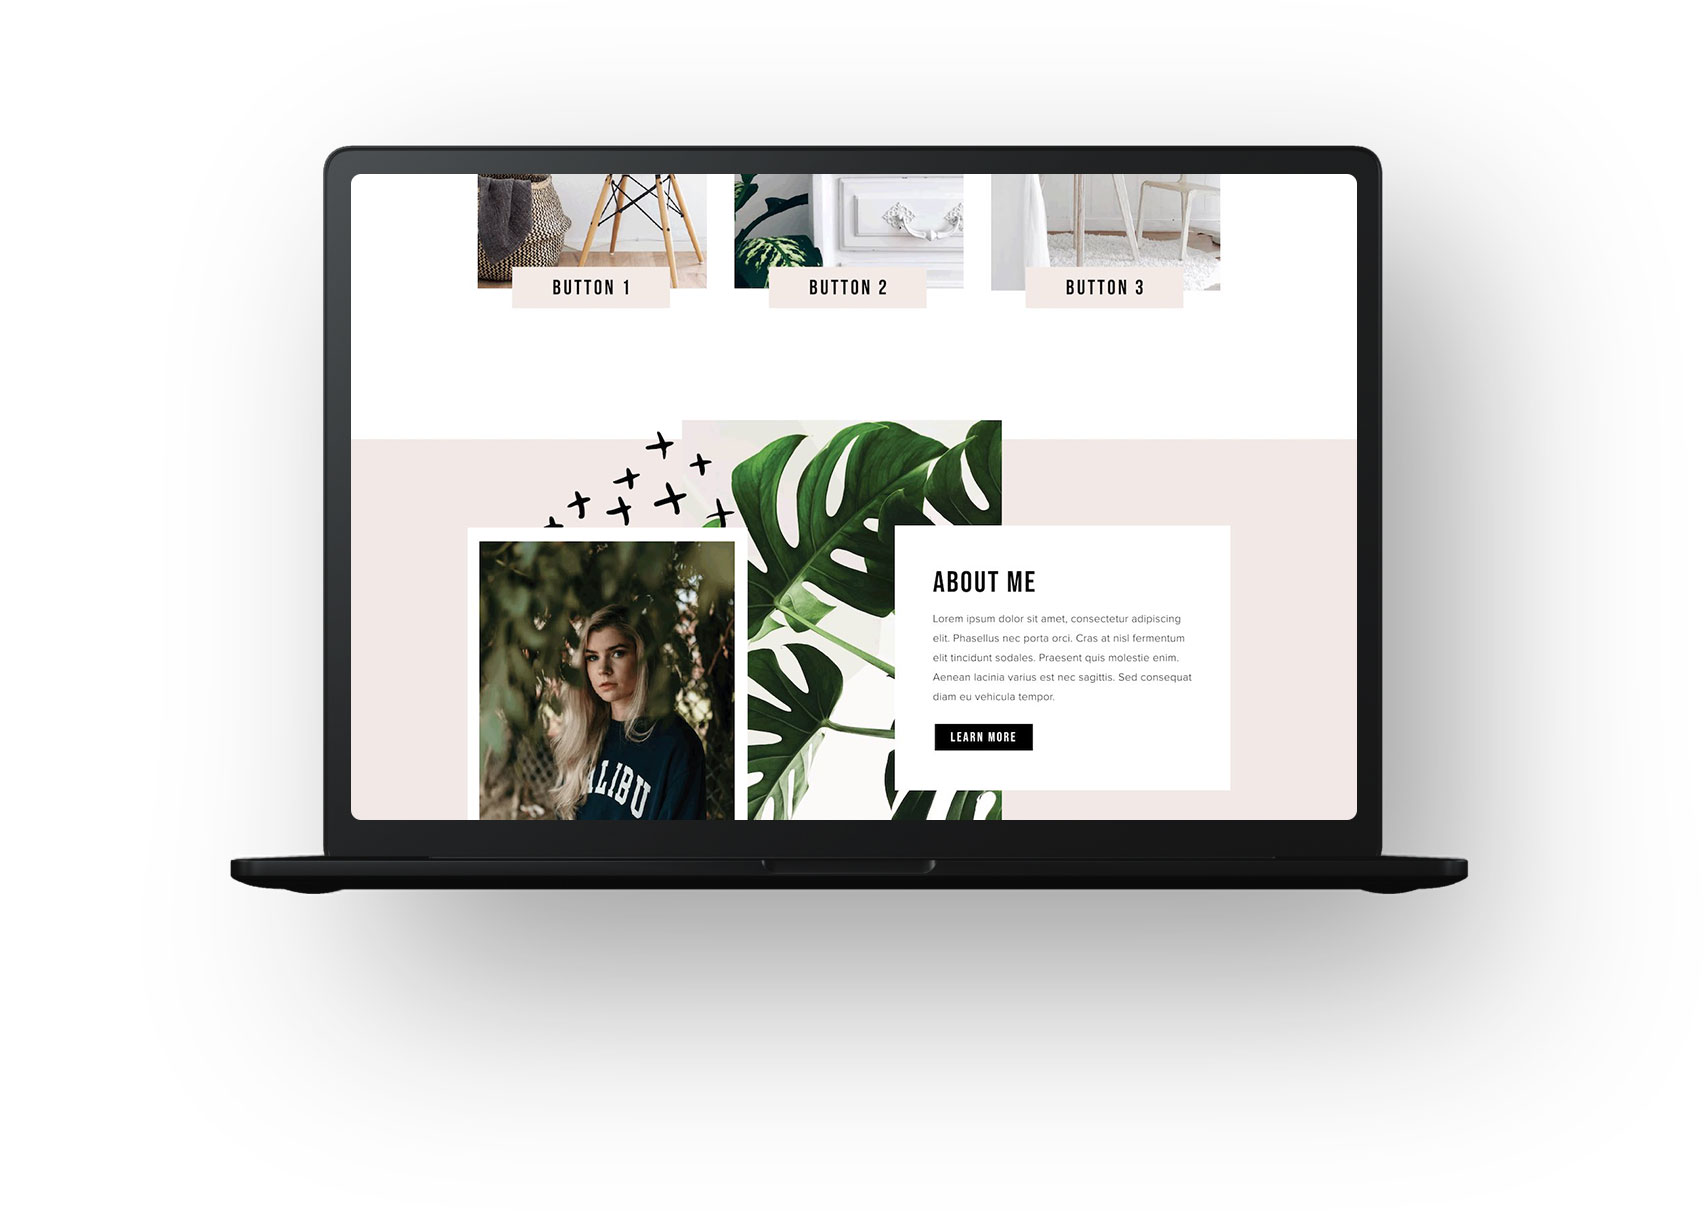 BUTTON 1
BUTTON 2
BUTTON 3
ABOUT ME
Lorem ipsum dolor sit amet, consectetur adipiscing
elit. Phasellus nec porta orci. Cras at nisl fermentum
elit tincidunt sodales. Praesent quis molestie enim.
Aenean lacinia varius est nec sagittis. Sed consequat
diam eu vehicula tempor.
LEARN MORE
ALIBU